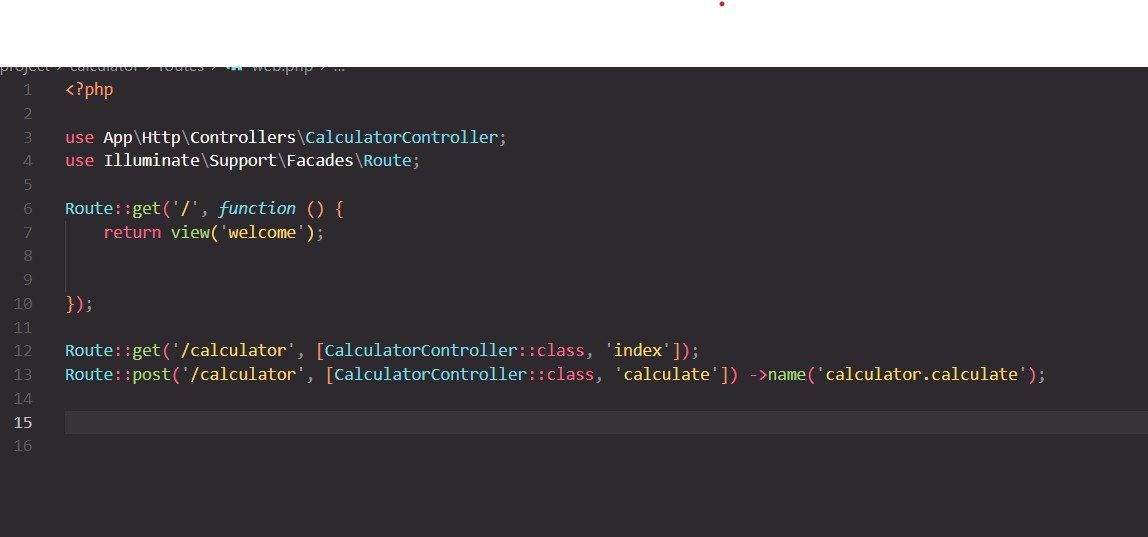 project > calculator > routes > web.php > ...
1 <?php
2
3 use App\Http\Controllers\CalculatorController;
4 use Illuminate\Support\Facades\Route;
5
6 Route::get('/', function () {
7     return view('welcome');
8
9
10 });
11
12 Route::get('/calculator', [CalculatorController::class, 'index']);
13 Route::post('/calculator', [CalculatorController::class, 'calculate']) ->name('calculator.calculate');
14
15
16